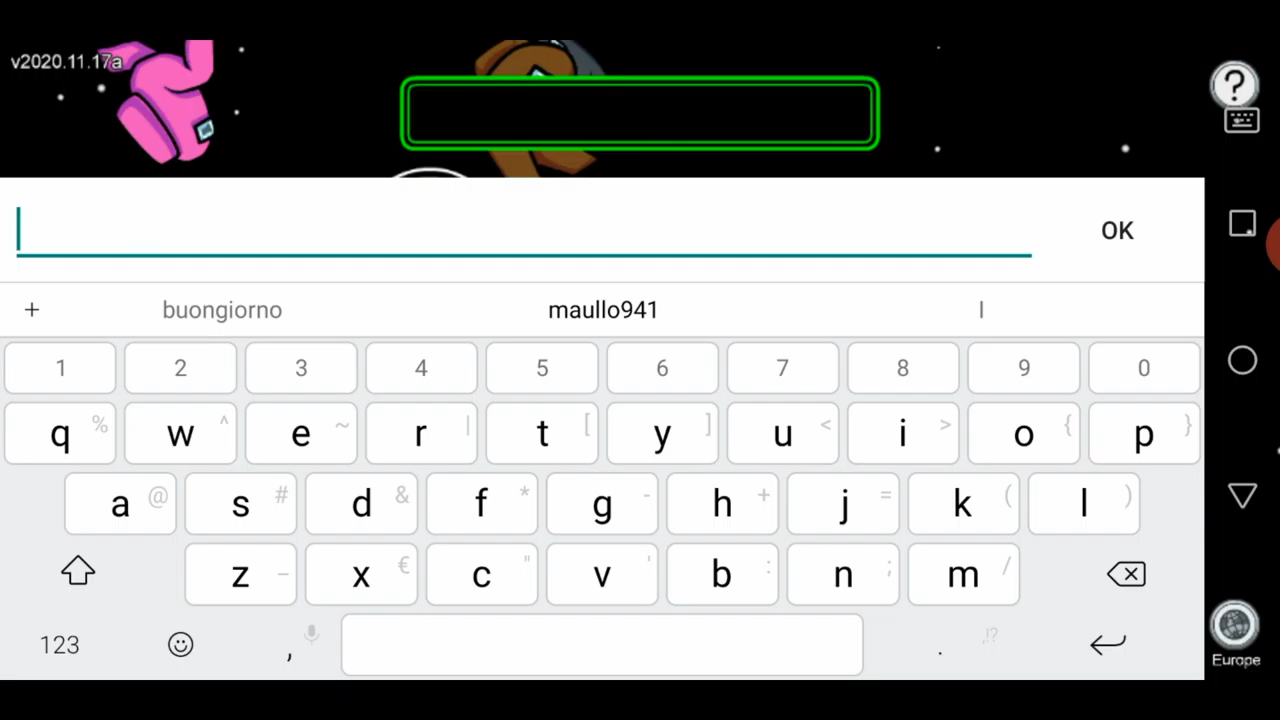 v2020.11.17a
?
OK
+ buongiorno maullo941 I
1 2 3 4 5 6 7 8 9 0
q % w ^ e ~ r | t [ y ] u < i > o { p }
a @ s # d & f * g - h + j = k ( l )
z _ x € c " v ' b : n ; m /
123 , . ,!?
Europe